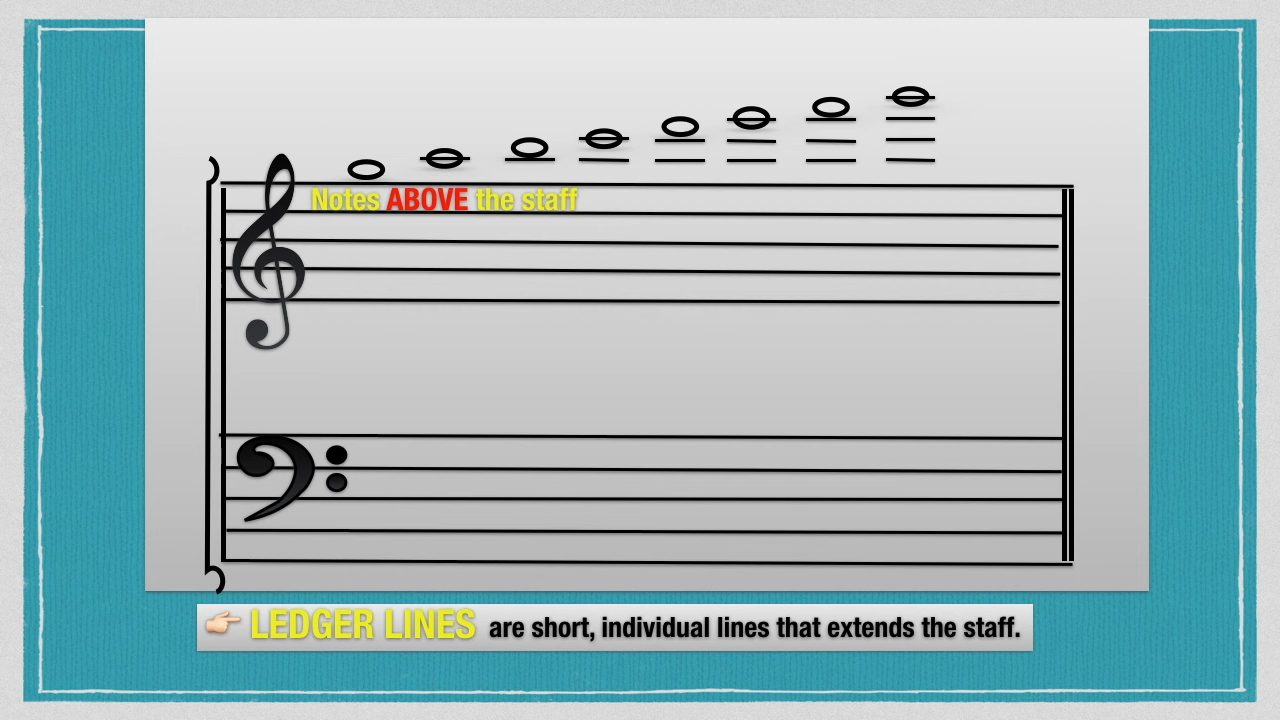 Notes ABOVE the staff
LEDGER LINES are short, individual lines that extends the staff.